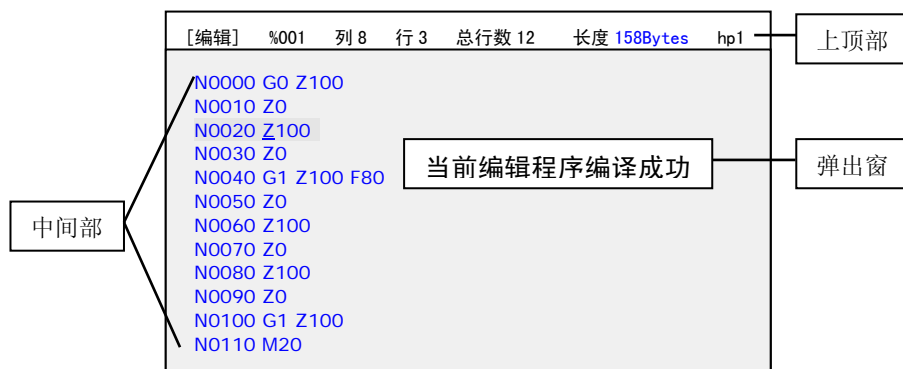 [编辑] %001 列 8 行 3 总行数 12 长度 158Bytes hp1
上顶部
N0000 G0 Z100
N0010 Z0
N0020 Z100
N0030 Z0
N0040 G1 Z100 F80
当前编辑程序编译成功
弹出窗
N0050 Z0
N0060 Z100
中间部
N0070 Z0
N0080 Z100
N0090 Z0
N0100 G1 Z100
N0110 M20